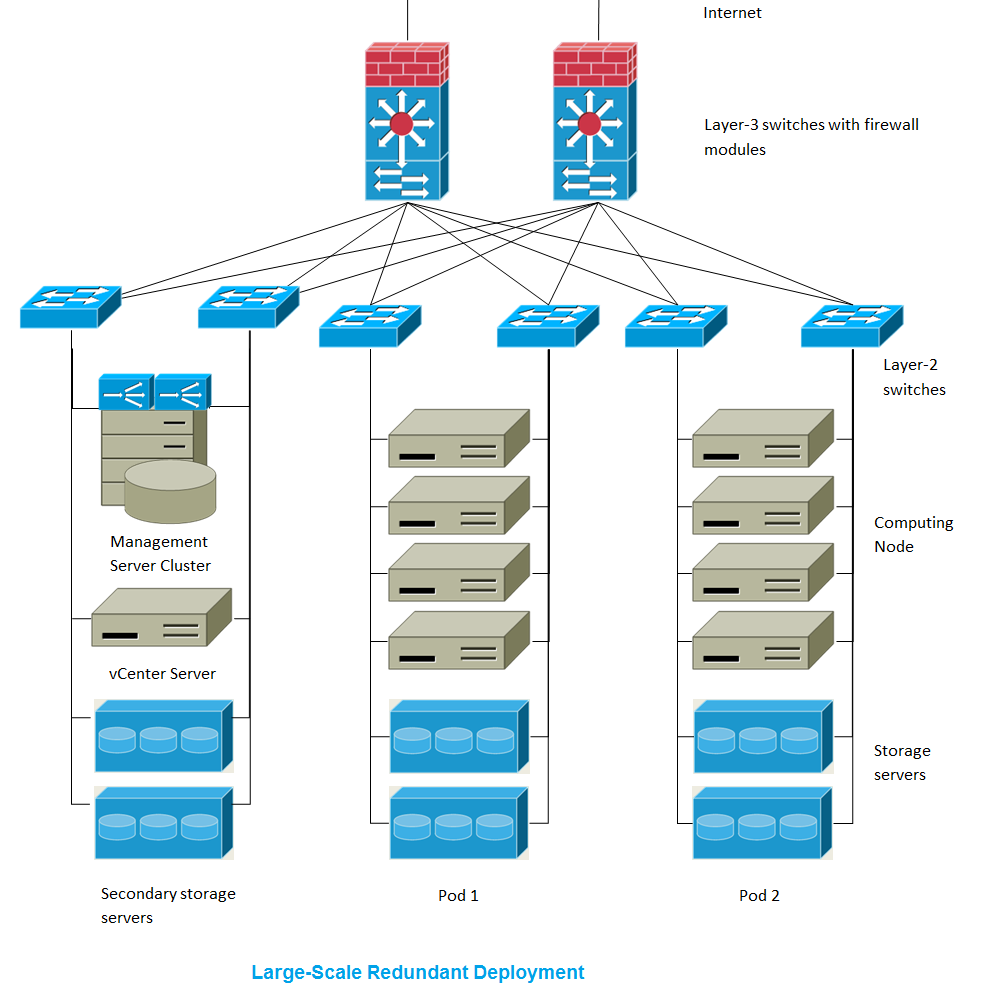 Internet
Layer-3 switches with firewall
modules
Layer-2
switches
Management
Server Cluster
Computing
Node
vCenter Server
Storage
servers
Secondary storage
servers
Pod 1
Pod 2
Large-Scale Redundant Deployment